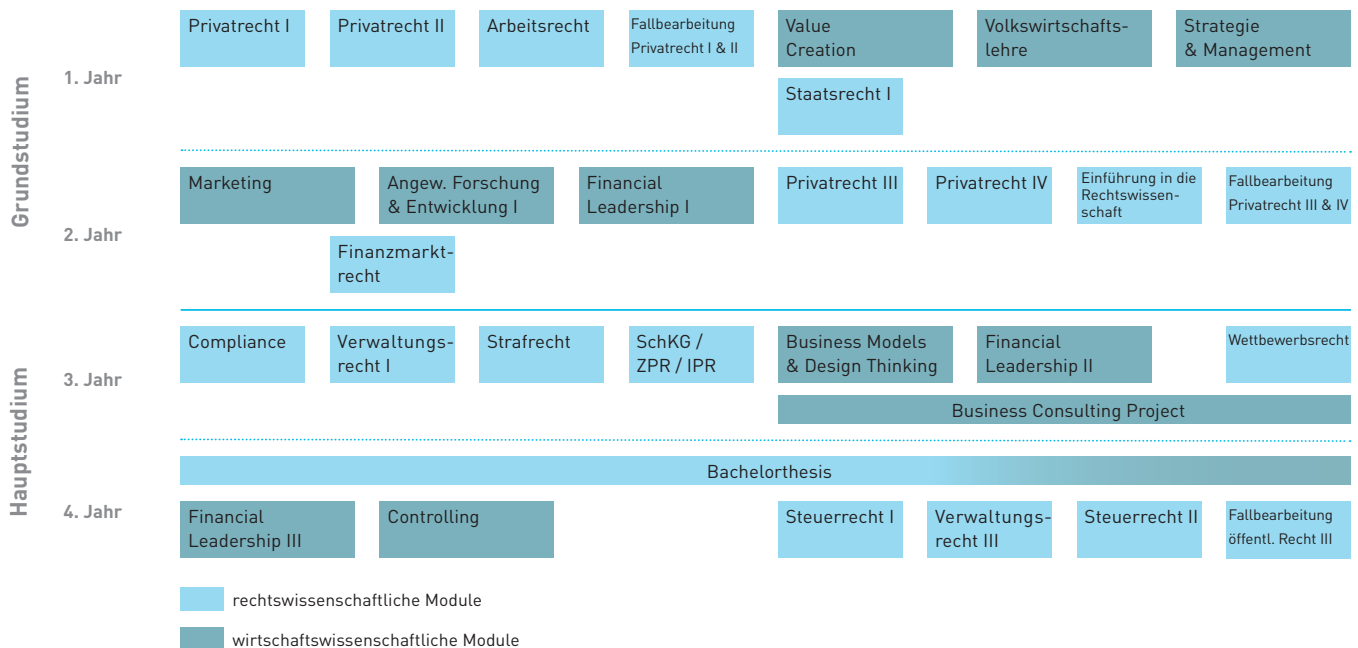 Grundstudium
1. Jahr
Privatrecht I
Privatrecht II
Arbeitsrecht
Fallbearbeitung
Privatrecht I & II
Value
Creation
Volkswirtschafts-
lehre
Strategie
& Management
Staatsrecht I
2. Jahr
Marketing
Angew. Forschung
& Entwicklung I
Financial
Leadership I
Privatrecht III
Privatrecht IV
Einführung in die
Rechtswissen-
schaft
Fallbearbeitung
Privatrecht III & IV
Finanzmarkt-
recht
Hauptstudium
3. Jahr
Compliance
Verwaltungs-
recht I
Strafrecht
SchKG /
ZPR / IPR
Business Models
& Design Thinking
Financial
Leadership II
Wettbewerbsrecht
Business Consulting Project
Bachelorthesis
4. Jahr
Financial
Leadership III
Controlling
Steuerrecht I
Verwaltungs-
recht III
Steuerrecht II
Fallbearbeitung
öffentl. Recht III
rechtswissenschaftliche Module
wirtschaftswissenschaftliche Module